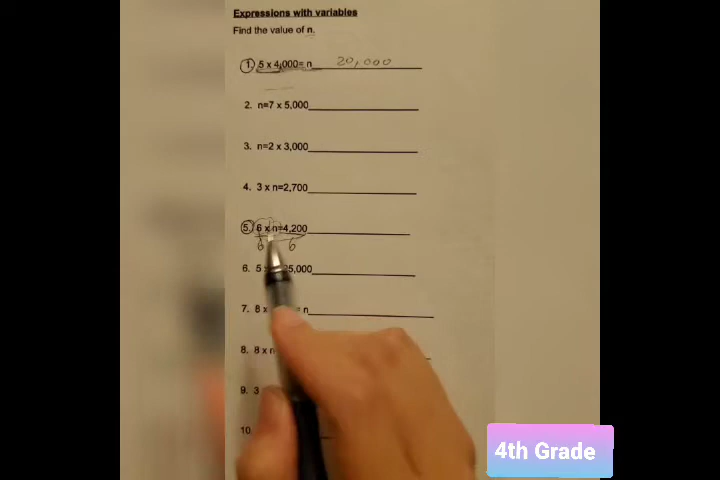 Expressions with variables
Find the value of n.
1. 5 x 4,000= n 20,000
2. n=7 x 5,000
3. n=2 x 3,000
4. 3 x n=2,700
5. 6 x n=4,200
6 6
6. 5 5,000
7. 8 x = n
8. 8 x n
9. 3
10.
4th Grade